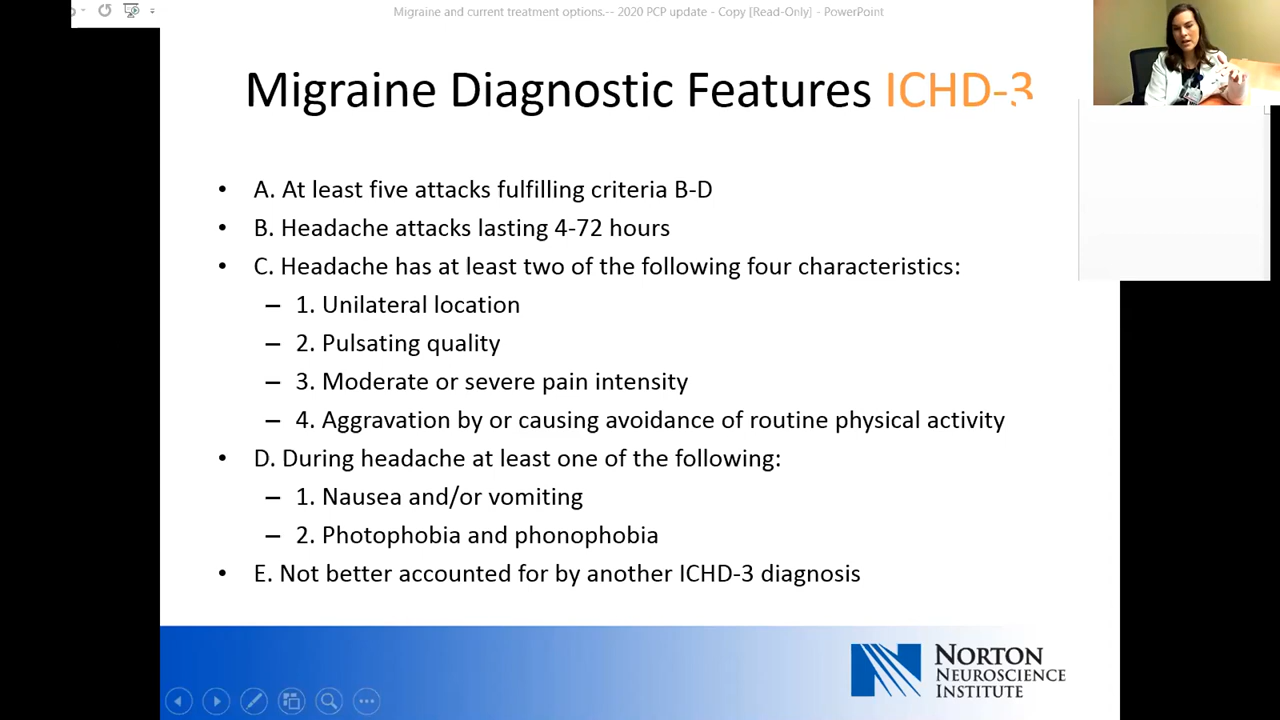 Migraine and current treatment options.-- 2020 PCP update - Copy [Read-Only] - PowerPoint
Migraine Diagnostic Features ICHD-3
• A. At least five attacks fulfilling criteria B-D
• B. Headache attacks lasting 4-72 hours
• C. Headache has at least two of the following four characteristics:
– 1. Unilateral location
– 2. Pulsating quality
– 3. Moderate or severe pain intensity
– 4. Aggravation by or causing avoidance of routine physical activity
• D. During headache at least one of the following:
– 1. Nausea and/or vomiting
– 2. Photophobia and phonophobia
• E. Not better accounted for by another ICHD-3 diagnosis
NORTON
NEUROSCIENCE
INSTITUTE